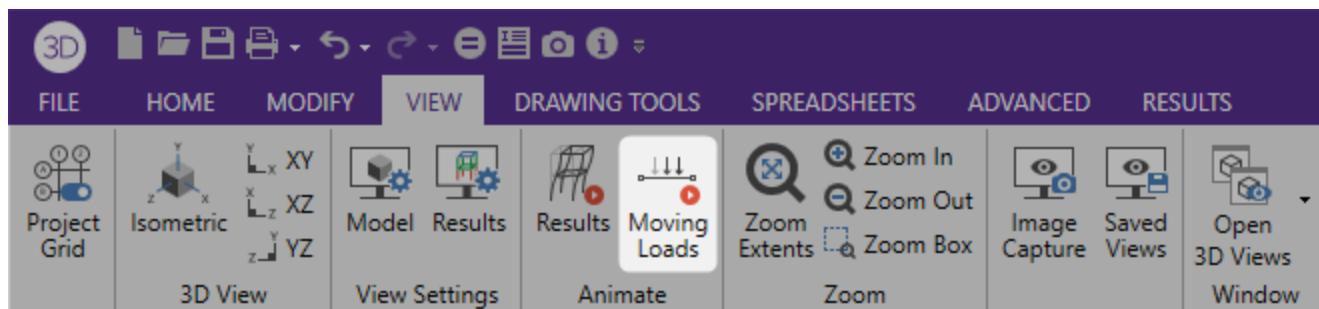 3D
FILE HOME MODIFY VIEW DRAWING TOOLS SPREADSHEETS ADVANCED RESULTS
Project
Grid
Y
z x
Isometric
Y x XY
X z XZ
z Y YZ
3D View
Model
Results
View Settings
Results
Moving
Loads
Animate
Zoom
Extents
Zoom In
Zoom Out
Zoom Box
Zoom
Image
Capture
Saved
Views
Open
3D Views
Window